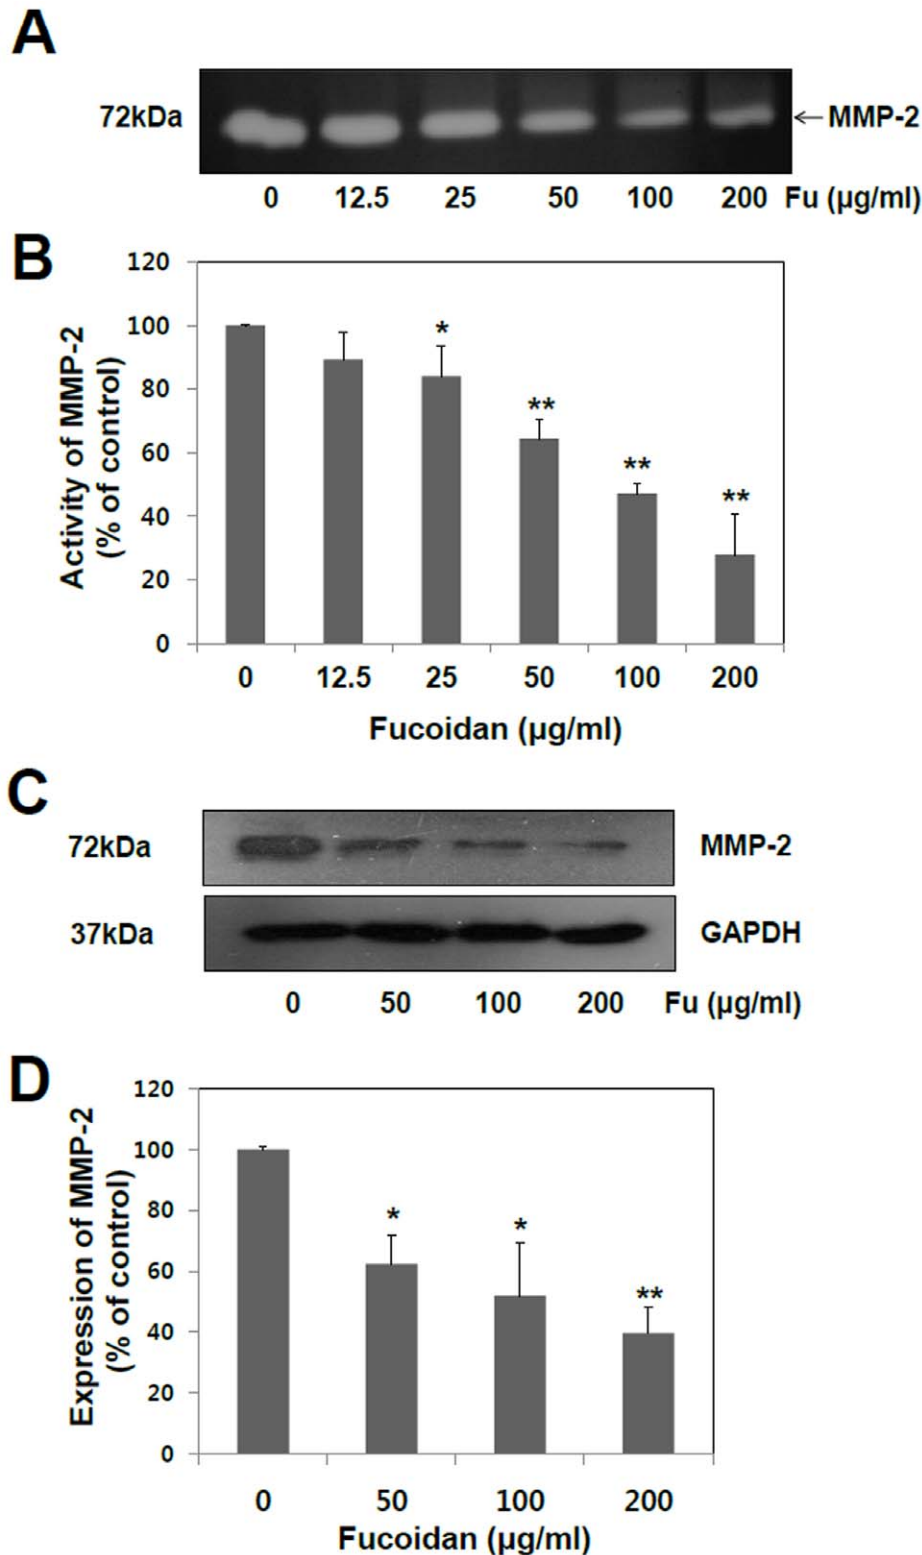 A
72kDa
←MMP-2
0 12.5 25 50 100 200 Fu (µg/ml)
B
Activity of MMP-2
(% of control)
120
100
80
60
40
20
0
*
**
**
**
0 12.5 25 50 100 200
Fucoidan (µg/ml)
C
72kDa
MMP-2
37kDa
GAPDH
0 50 100 200 Fu (µg/ml)
D
Expression of MMP-2
(% of control)
120
100
80
60
40
20
0
*
*
**
0 50 100 200
Fucoidan (µg/ml)